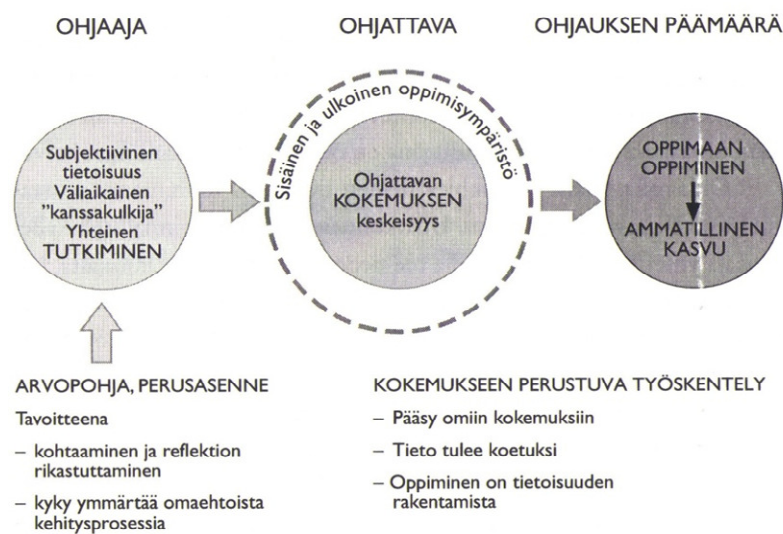 OHJAAJA
OHJATTAVA
OHJAUKSEN PÄÄMÄÄRÄ
Subjektiivinen
tietoisuus
Väliaikainen
"kanssakulkija"
Yhteinen
TUTKIMINEN
Sisäinen ja ulkoinen oppimisympäristö
Ohjattavan
KOKEMUKSEN
keskeisyys
OPPIMAAN
OPPIMINEN
AMMATILLINEN
KASVU
ARVOPOHJA, PERUSASENNE
Tavoitteena
– kohtaaminen ja reflektion
rikastuttaminen
– kyky ymmärtää omaehtoista
kehitysprosessia
KOKEMUKSEEN PERUSTUVA TYÖSKENTELY
– Pääsy omiin kokemuksiin
– Tieto tulee koetuksi
– Oppiminen on tietoisuuden
rakentamista